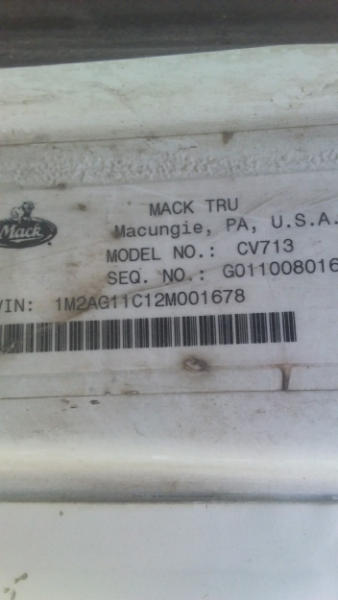 Mack
MACK TRU
Macungie, PA, U.S.A.
MODEL NO.: CV713
SEQ. NO.: G011008016
VIN: 1M2AG11C12M001678